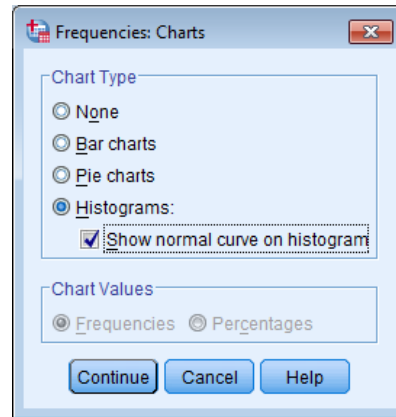 Frequencies: Charts
Chart Type
None
Bar charts
Pie charts
Histograms:
Show normal curve on histogram
Chart Values
Frequencies Percentages
Continue Cancel Help